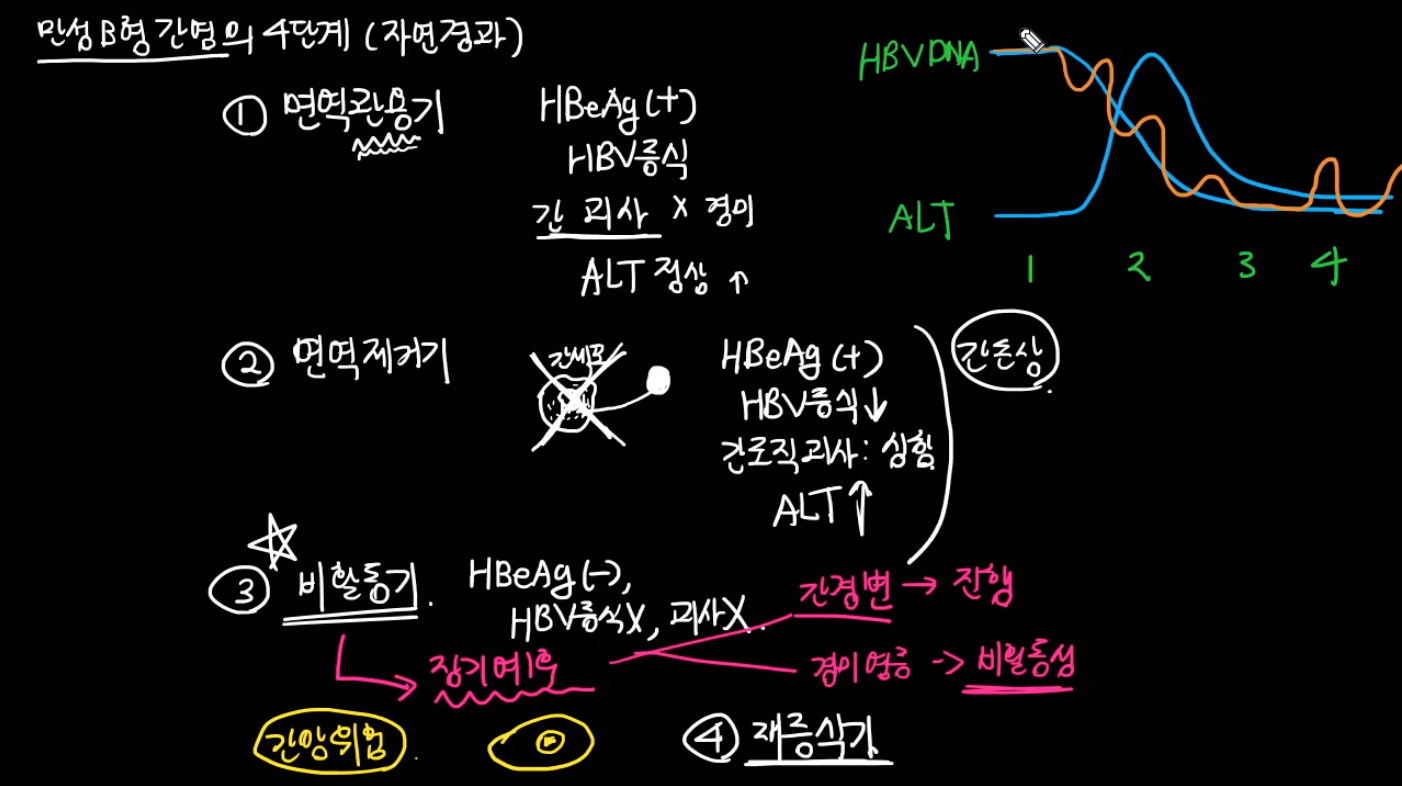 만성B형간염의 4단계 (자연경과)
① 면역관용기
HBeAg(+)
HBV증식
간 괴사 X 경미
ALT 정상 ↑
② 면역제거기
간세포
HBeAg(+)
HBV증식↓
간조직괴사: 심함
ALT↑
간손상.
☆
③ 비활동기.
HBeAg(-),
HBV증식X, 괴사X.
→ 장기예후
간경변 → 잔행
경미염증 -> 비활동성
간암위험.
④ 재증식기
HBV DNA
ALT
1 2 3 4